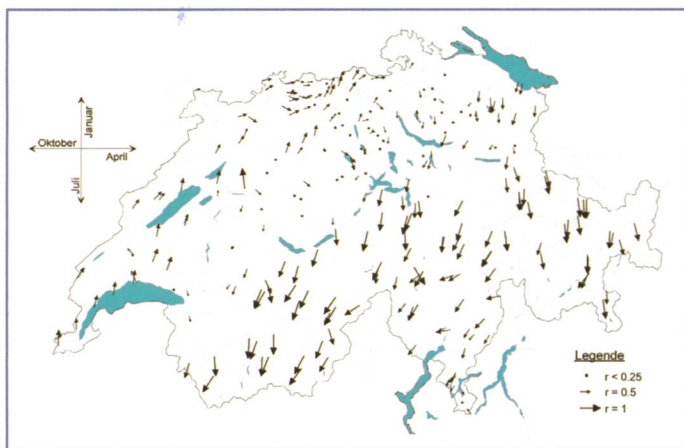 Januar
Oktober
April
Juli
Legende
r < 0.25
r = 0.5
r = 1